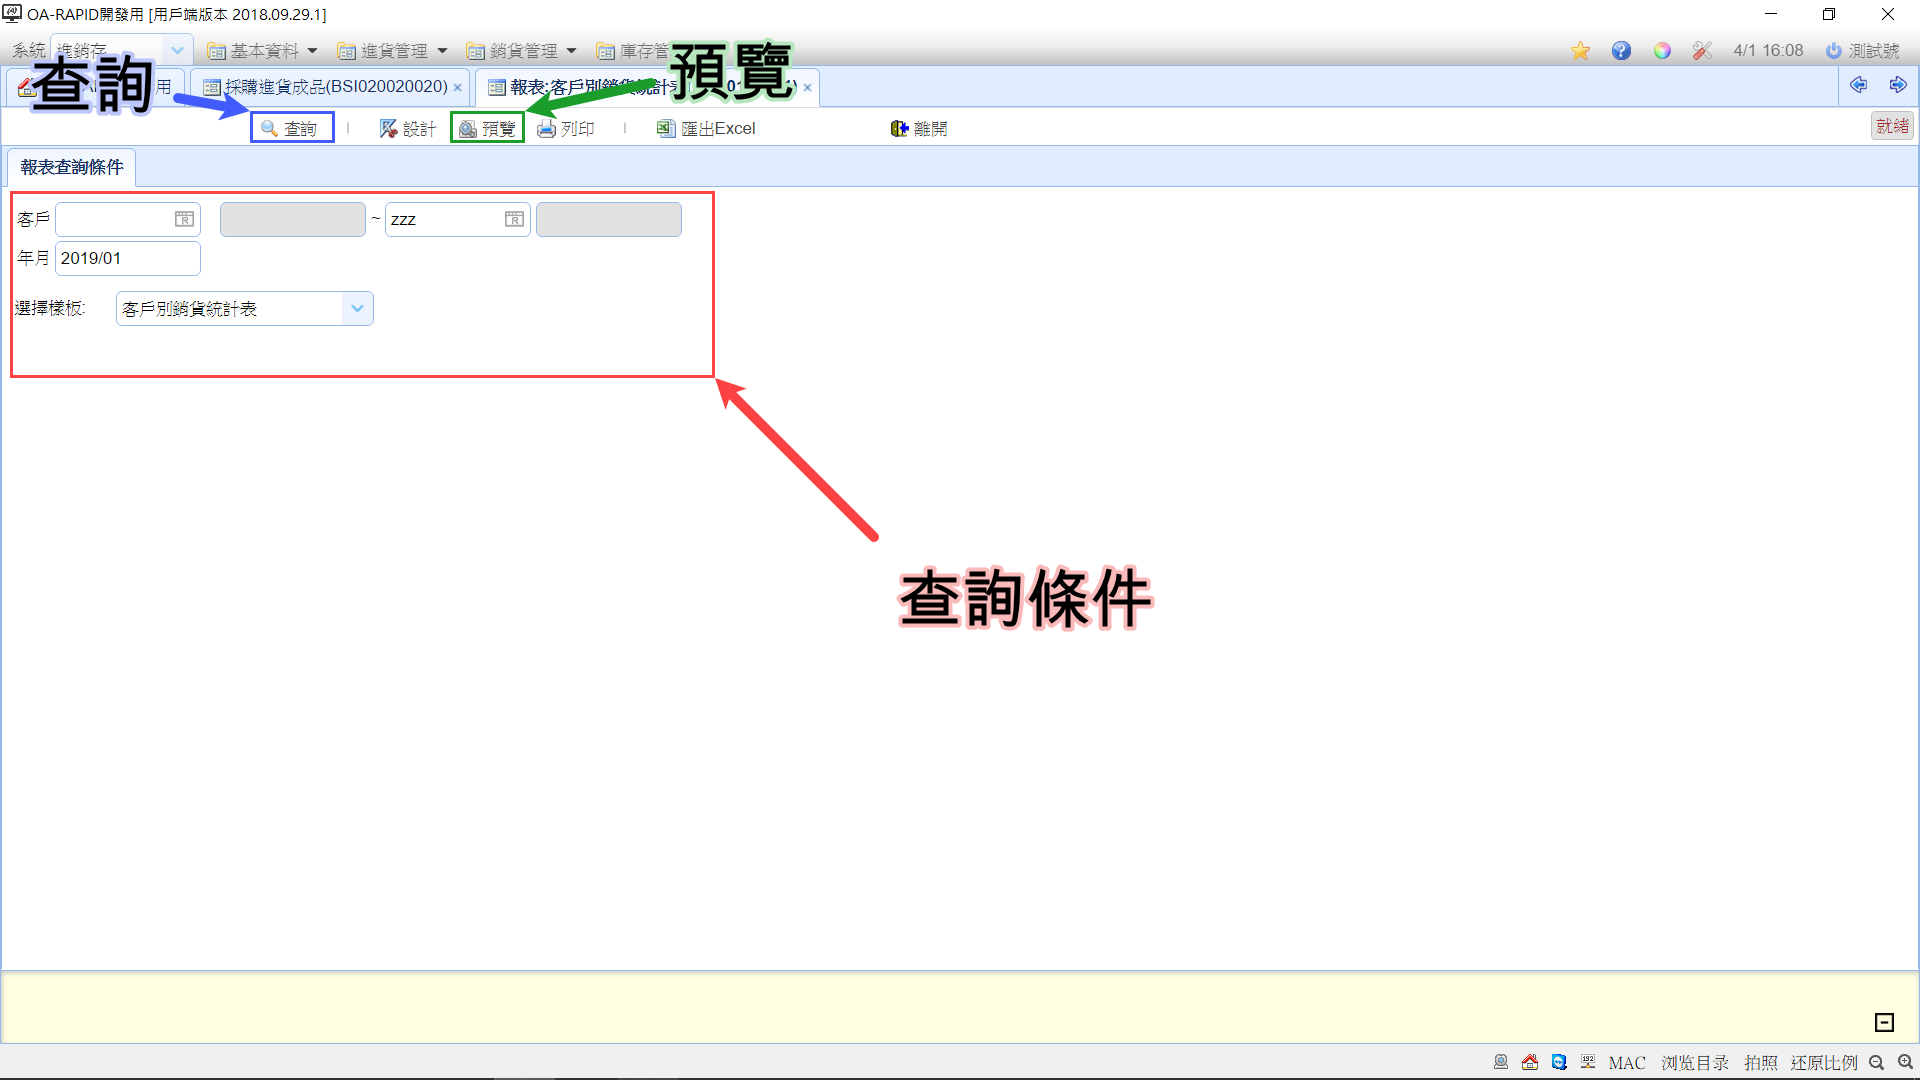 OA-RAPID開發用 [用戶端版本 2018.09.29.1]
系統 進銷存 基本資料 進貨管理 銷貨管理 庫存管 4/1 16:08 測試號
查詢 預覽
用 採購進貨成品(BSI020020020) × 報表:客戶別銷貨統計表 ×
查詢 設計 預覽 列印 匯出Excel 離開 就緒
報表查詢條件
客戶 ~ zzz
年月 2019/01
選擇樣板: 客戶別銷貨統計表
查詢條件
MAC 浏览目录 拍照 还原比例